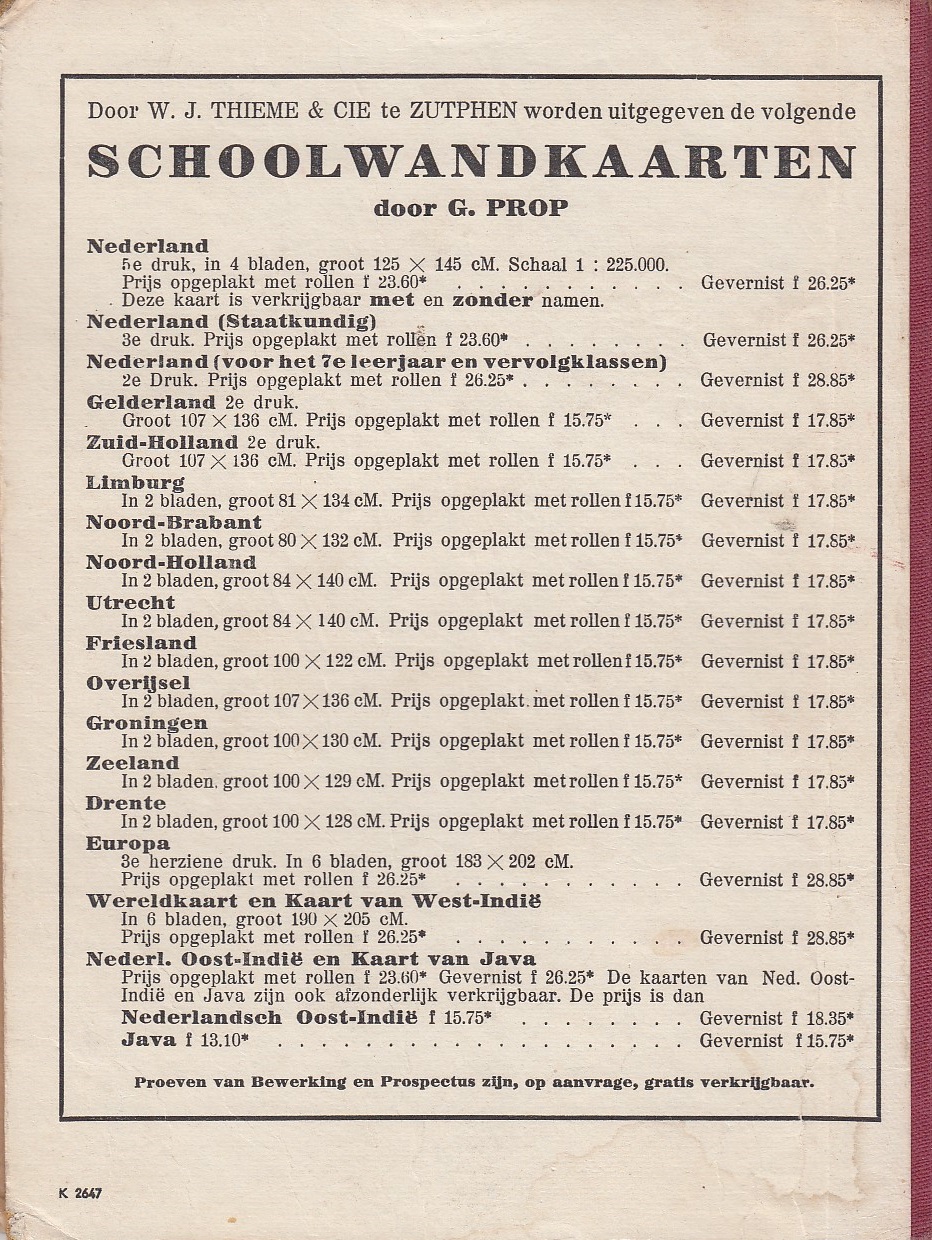 Door W. J. THIEME & CIE te ZUTPHEN worden uitgegeven de volgende
SCHOOLWANDKAARTEN
door G. PROP
Nederland
5e druk, in 4 bladen, groot 125 × 145 cM. Schaal 1 : 225.000.
Prijs opgeplakt met rollen f 23.60* . . . . . . . . . . . Gevernist f 26.25*
Deze kaart is verkrijgbaar met en zonder namen.
Nederland (Staatkundig)
3e druk. Prijs opgeplakt met rollen f 23.60* . . . . . . . . Gevernist f 26.25*
Nederland (voor het 7e leerjaar en vervolgklassen)
2e Druk. Prijs opgeplakt met rollen f 26.25* . . . . . . . . Gevernist f 28.85*
Gelderland 2e druk.
Groot 107 × 136 cM. Prijs opgeplakt met rollen f 15.75* . . . Gevernist f 17.85*
Zuid-Holland 2e druk.
Groot 107 × 136 cM. Prijs opgeplakt met rollen f 15.75* . . . Gevernist f 17.85*
Limburg
In 2 bladen, groot 81 × 134 cM. Prijs opgeplakt met rollen f 15.75* Gevernist f 17.85*
Noord-Brabant
In 2 bladen, groot 80 × 132 cM. Prijs opgeplakt met rollen f 15.75* Gevernist f 17.85*
Noord-Holland
In 2 bladen, groot 84 × 140 cM. Prijs opgeplakt met rollen f 15.75* Gevernist f 17.85*
Utrecht
In 2 bladen, groot 84 × 140 cM. Prijs opgeplakt met rollen f 15.75* Gevernist f 17.85*
Friesland
In 2 bladen, groot 100 × 122 cM. Prijs opgeplakt met rollen f 15.75* Gevernist f 17.85*
Overijsel
In 2 bladen, groot 107 × 136 cM. Prijs opgeplakt met rollen f 15.75* Gevernist f 17.85*
Groningen
In 2 bladen, groot 100 × 130 cM. Prijs opgeplakt met rollen f 15.75* Gevernist f 17.85*
Zeeland
In 2 bladen, groot 100 × 129 cM. Prijs opgeplakt met rollen f 15.75* Gevernist f 17.85*
Drente
In 2 bladen, groot 100 × 128 cM. Prijs opgeplakt met rollen f 15.75* Gevernist f 17.85*
Europa
3e herziene druk. In 6 bladen, groot 183 × 202 cM.
Prijs opgeplakt met rollen f 26.25* . . . . . . . . . . . Gevernist f 28.85*
Wereldkaart en Kaart van West-Indië
In 6 bladen, groot 190 × 205 cM.
Prijs opgeplakt met rollen f 26.25* . . . . . . . . . . . Gevernist f 28.85*
Nederl. Oost-Indië en Kaart van Java
Prijs opgeplakt met rollen f 23.60* Gevernist f 26.25* De kaarten van Ned. Oost-
Indië en Java zijn ook afzonderlijk verkrijgbaar. De prijs is dan
Nederlandsch Oost-Indië f 15.75* . . . . . . . . Gevernist f 18.35*
Java f 13.10* . . . . . . . . . . . . . . . . . . . Gevernist f 15.75*
Proeven van Bewerking en Prospectus zijn, op aanvrage, gratis verkrijgbaar.
K 2647